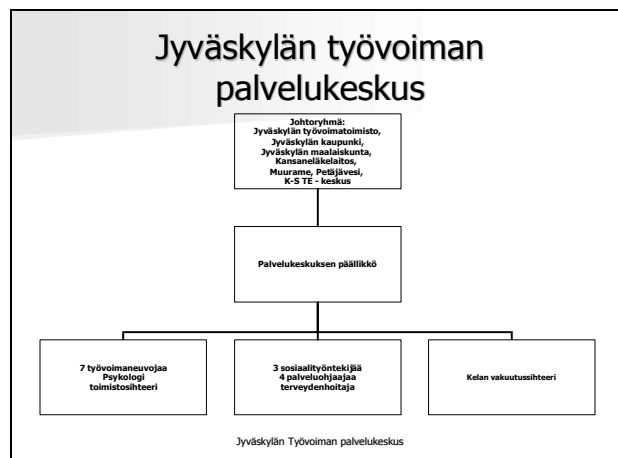 Jyväskylän työvoiman
palvelukeskus
Johtoryhmä:
Jyväskylän työvoimatoimisto,
Jyväskylän kaupunki,
Jyväskylän maalaiskunta,
Kansaneläkelaitos,
Muurame, Petäjävesi,
K-S TE - keskus
Palvelukeskuksen päällikkö
7 työvoimaneuvojaa
Psykologi
toimistosihteeri
3 sosiaalityöntekijää
4 palveluohjaajaa
terveydenhoitaja
Kelan vakuutussihteeri
Jyväskylän Työvoiman palvelukeskus